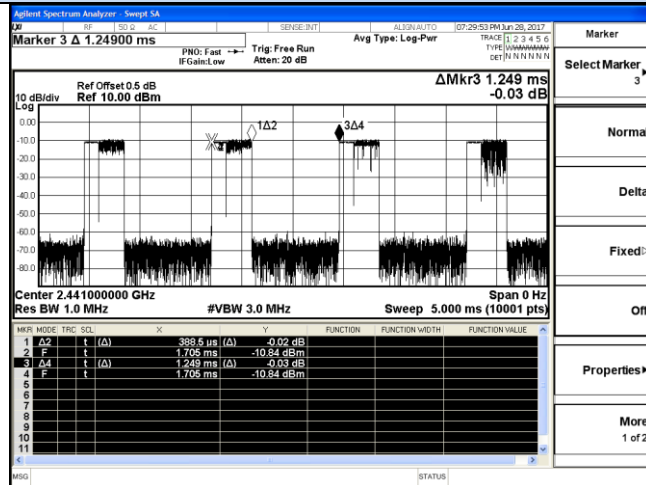 Agilent Spectrum Analyzer - Swept SA
RF 50 Ω AC SENSE:INT ALIGNAUTO 07:29:53 PM Jun 28, 2017
Marker 3 Δ 1.24900 ms
PNO: Fast
IFGain:Low
Trig: Free Run
Atten: 20 dB
Avg Type: Log-Pwr
TRACE 1 2 3 4 5 6
TYPE
DET N N N N N N
Ref Offset 0.5 dB
Ref 10.00 dBm
10 dB/div
Log
ΔMkr3 1.249 ms
-0.03 dB
0.00
-10.0
-20.0
-30.0
-40.0
-50.0
-60.0
-70.0
-80.0
1Δ2
3Δ4
Center 2.441000000 GHz
Span 0 Hz
Res BW 1.0 MHz
#VBW 3.0 MHz
Sweep 5.000 ms (10001 pts)
MKR MODE TRC SCL X Y FUNCTION FUNCTION WIDTH FUNCTION VALUE
1 Δ2 t (Δ) 388.5 µs (Δ) -0.02 dB
2 F t 1.705 ms -10.84 dBm
3 Δ4 t (Δ) 1.249 ms (Δ) -0.03 dB
4 F t 1.705 ms -10.84 dBm
5
6
7
8
9
10
11
MSG STATUS
Marker
Select Marker
3
Normal
Delta
Fixed
Off
Properties
More
1 of 2